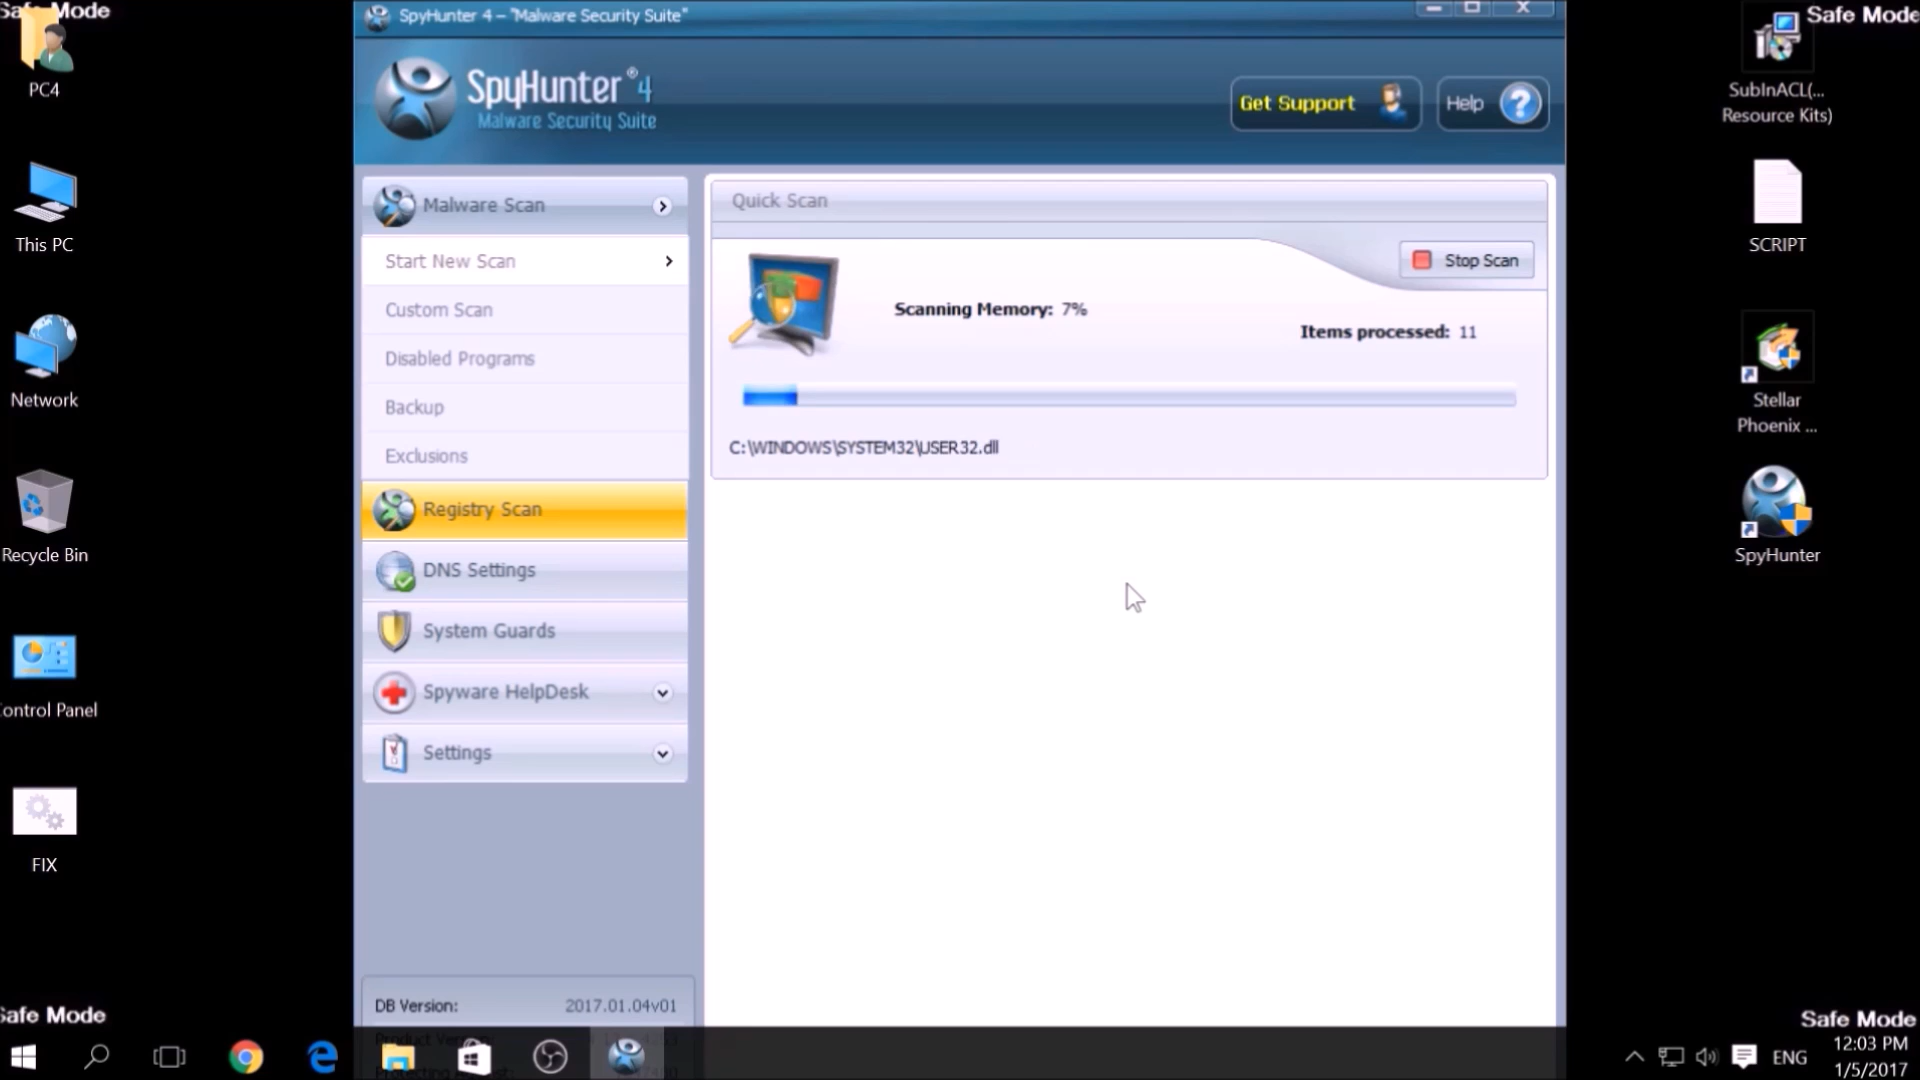 Safe Mode
PC4
This PC
Network
Recycle Bin
ontrol Panel
FIX
Safe Mode
SpyHunter 4 – "Malware Security Suite"
SpyHunter® 4
Malware Security Suite
Get Support
Help
Malware Scan
Start New Scan
Custom Scan
Disabled Programs
Backup
Exclusions
Registry Scan
DNS Settings
System Guards
Spyware HelpDesk
Settings
DB Version: 2017.01.04v01
Quick Scan
Stop Scan
Scanning Memory: 7%
Items processed: 11
C:\WINDOWS\SYSTEM32\USER32.dll
Safe Mode
SubInACL(...
Resource Kits)
SCRIPT
Stellar
Phoenix ...
SpyHunter
Safe Mode
ENG
12:03 PM
1/5/2017